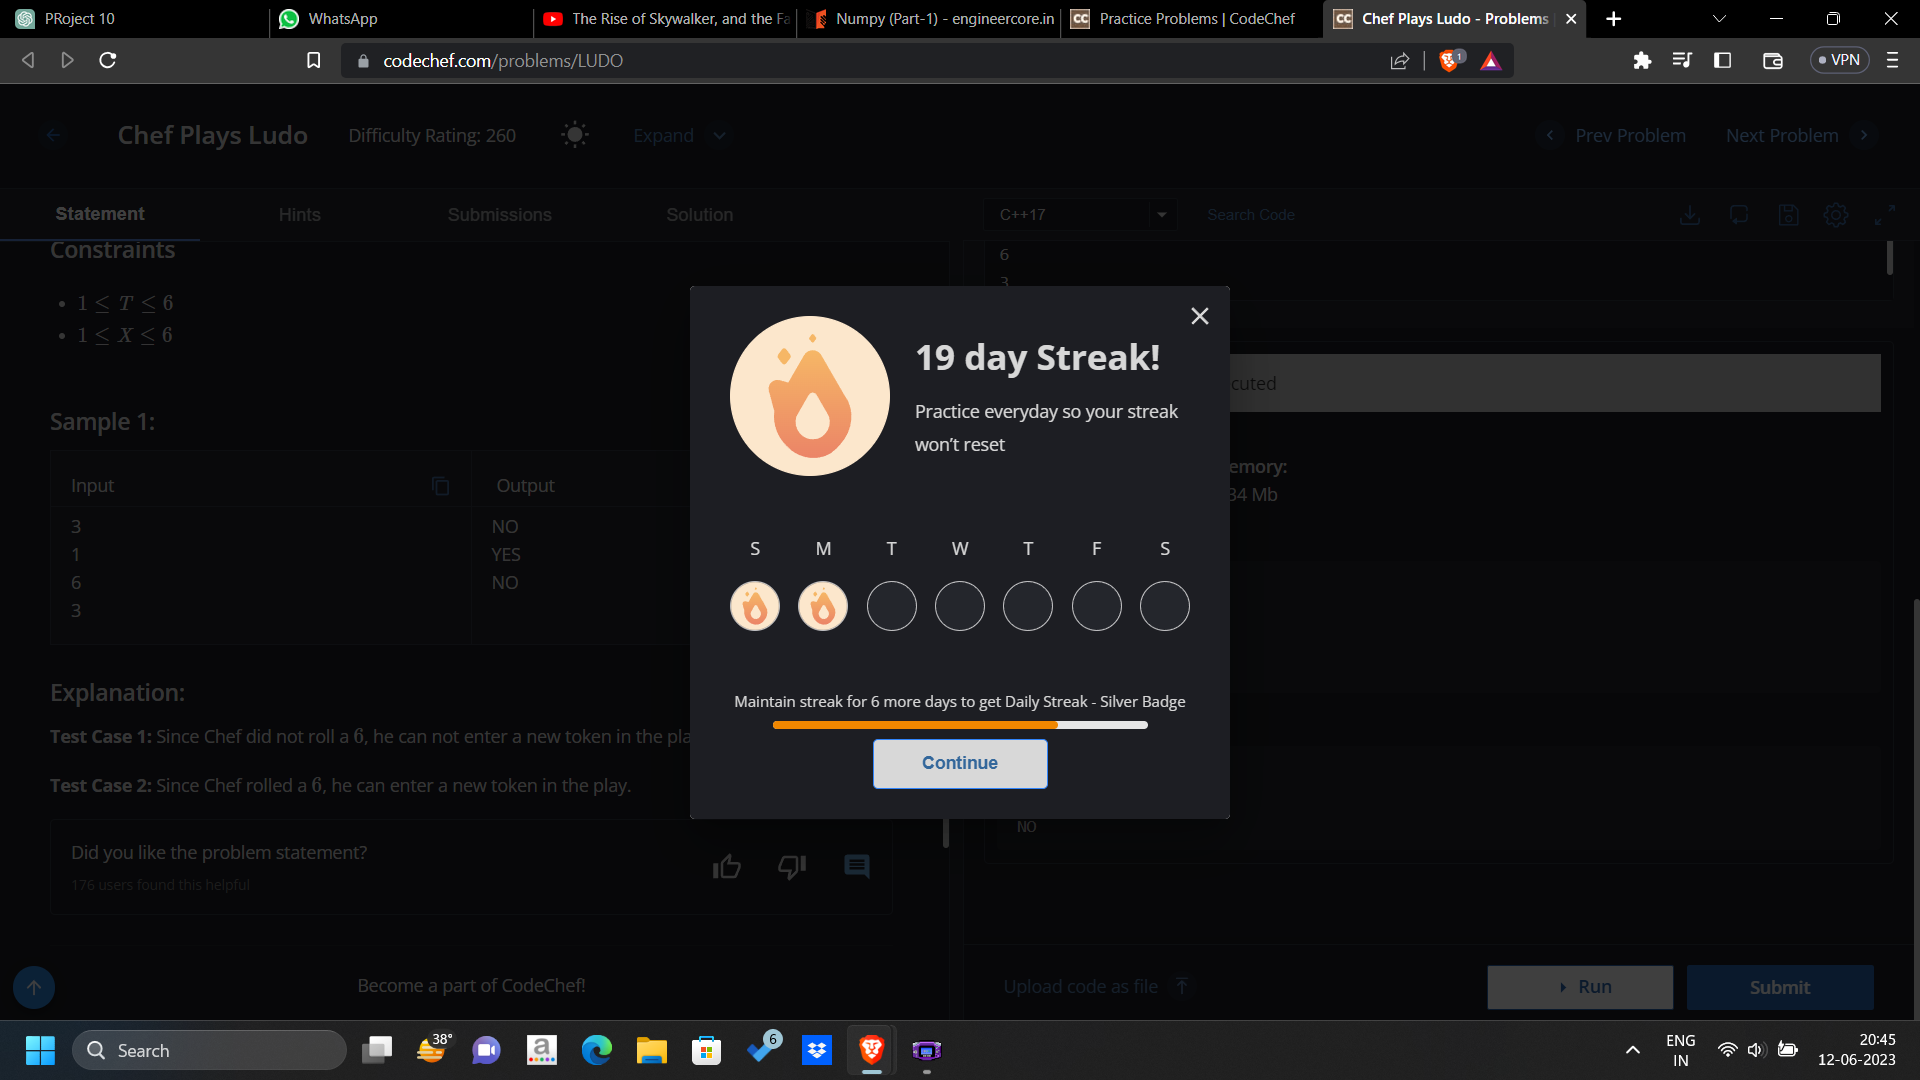 PRoject 10
WhatsApp
The Rise of Skywalker, and the Fa
Numpy (Part-1) - engineercore.in
CC Practice Problems | CodeChef
CC Chef Plays Ludo - Problems
codechef.com/problems/LUDO
1
VPN
Chef Plays Ludo
Difficulty Rating: 260
Expand
Prev Problem
Next Problem
Statement
Hints
Submissions
Solution
C++17
Search Code
Constraints
1 ≤ T ≤ 6
1 ≤ X ≤ 6
6
3
19 day Streak!
Practice everyday so your streak
won't reset
cuted
emory:
34 Mb
Sample 1:
Input
Output
3
NO
1
YES
6
NO
3
S M T W T F S
Maintain streak for 6 more days to get Daily Streak - Silver Badge
Continue
Explanation:
Test Case 1: Since Chef did not roll a 6, he can not enter a new token in the pla
Test Case 2: Since Chef rolled a 6, he can enter a new token in the play.
NO
Did you like the problem statement?
176 users found this helpful
Become a part of CodeChef!
Upload code as file
Run
Submit
Search
38°
a
6
ENG
IN
20:45
12-06-2023